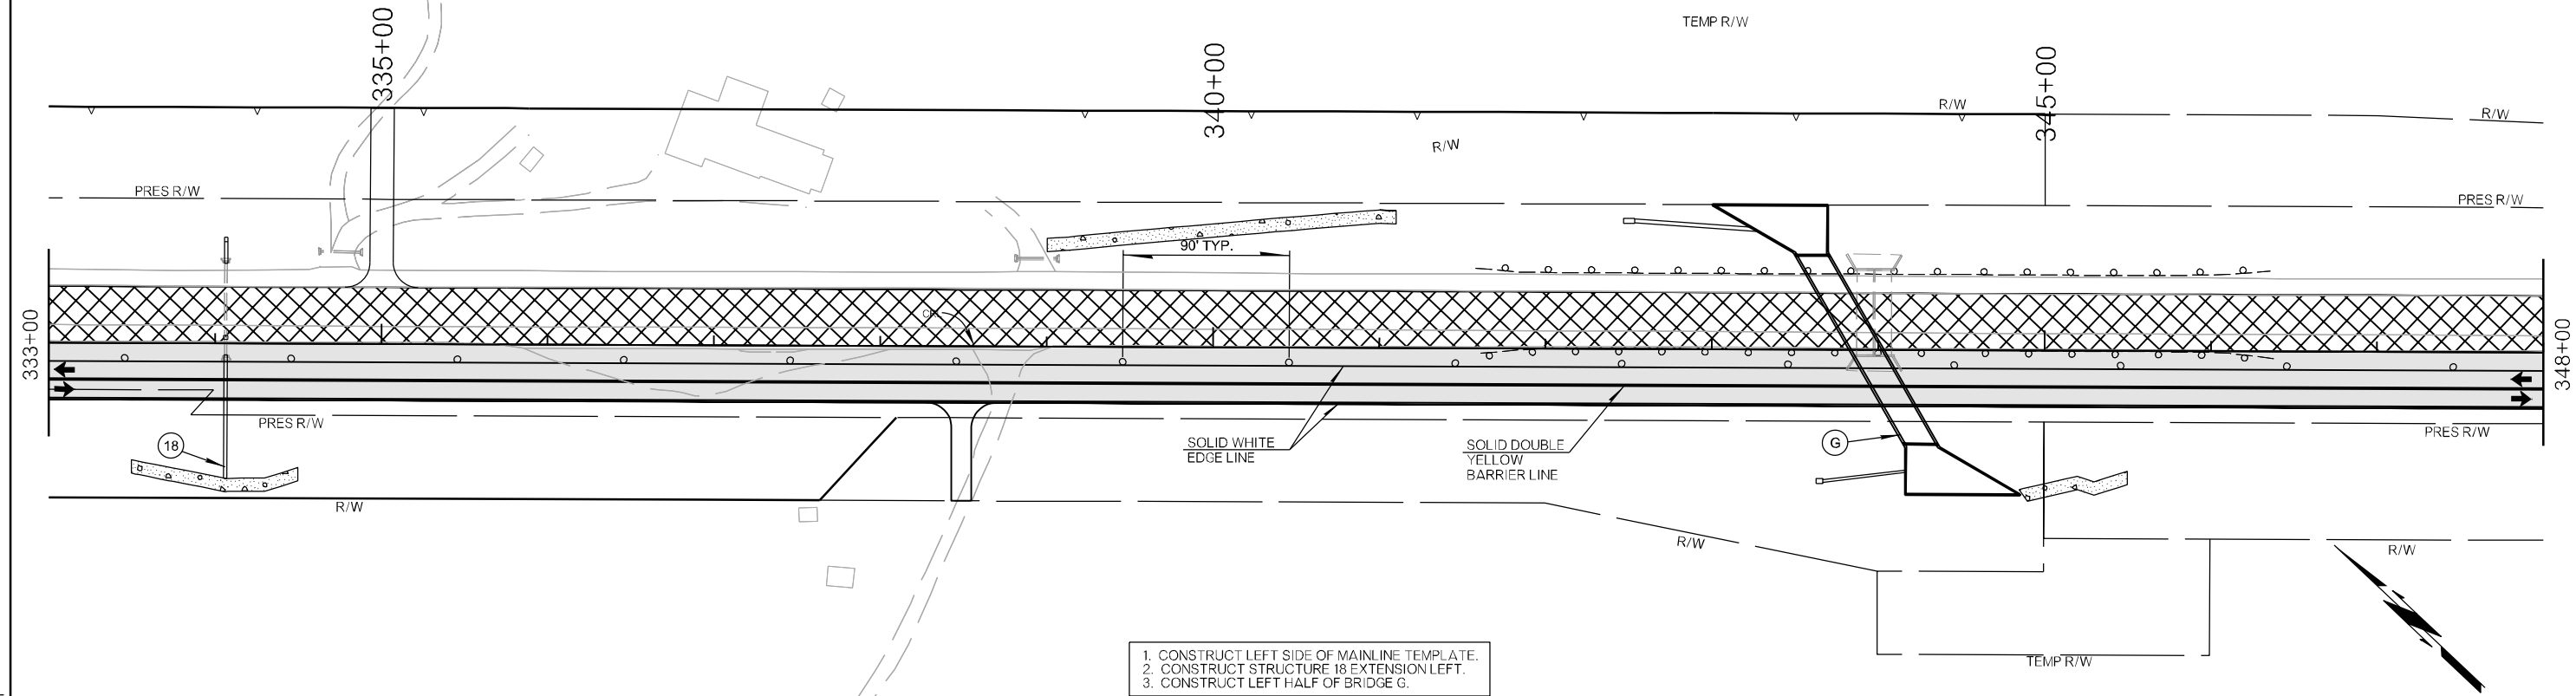 TEMP R/W
335+00
340+00
345+00
R/W
R/W
R/W
PRES R/W
PRES R/W
90' TYP.
333+00
348+00
PRES R/W
18
SOLID WHITE
EDGE LINE
SOLID DOUBLE
YELLOW
BARRIER LINE
G
PRES R/W
R/W
R/W
R/W
TEMP R/W
1. CONSTRUCT LEFT SIDE OF MAINLINE TEMPLATE.
2. CONSTRUCT STRUCTURE 18 EXTENSION LEFT.
3. CONSTRUCT LEFT HALF OF BRIDGE G.